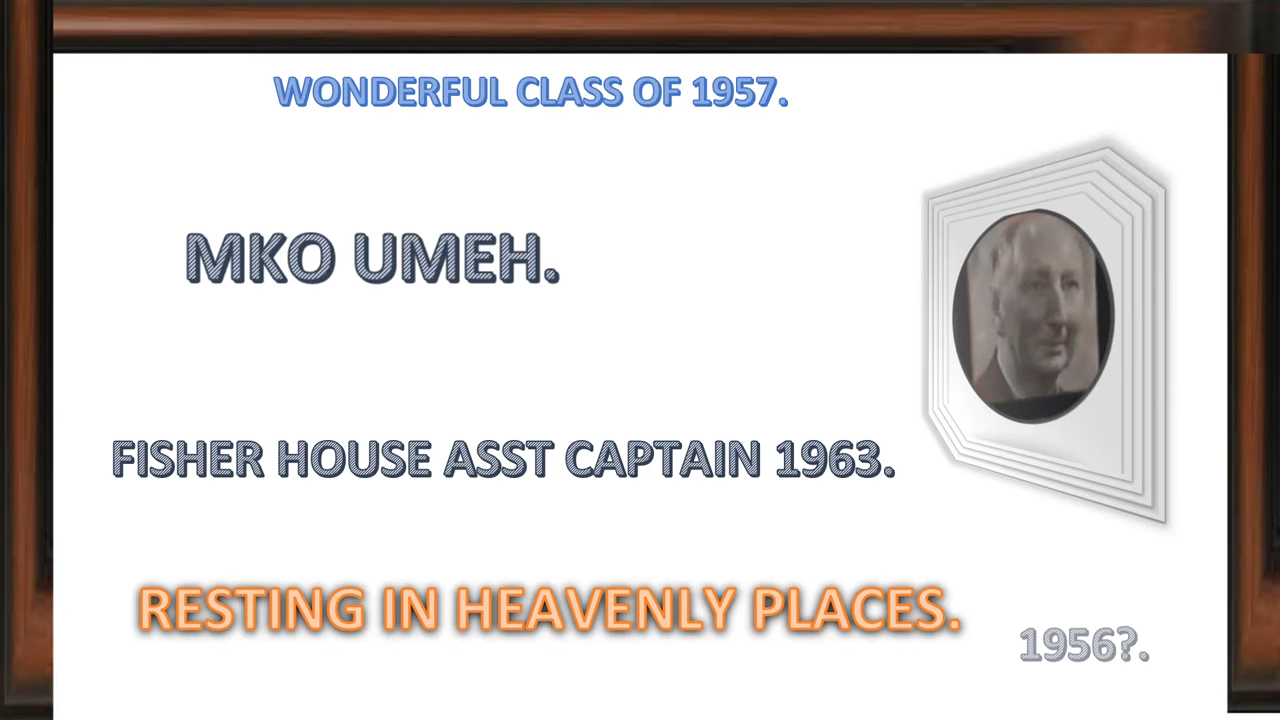 WONDERFUL CLASS OF 1957.
MKO UMEH.
FISHER HOUSE ASST CAPTAIN 1963.
RESTING IN HEAVENLY PLACES.
1956?.